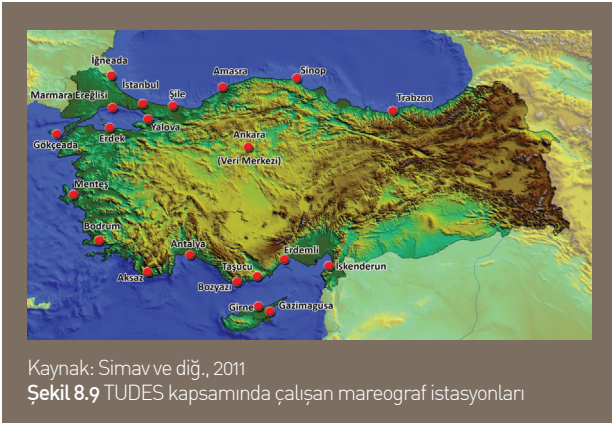 İğneada
İstanbul
Şile
Amasra
Sinop
Trabzon
Marmara Ereğlisi
Yalova
Erdek
Gökçeada
Ankara
(Veri Merkezi)
Menteş
Bodrum
Aksaz
Antalya
Erdemli
Taşucu
İskenderun
Bozyazı
Girne
Gazimagusa
Kaynak: Simav ve diğ., 2011
Şekil 8.9 TUDES kapsamında çalışan mareograf istasyonları